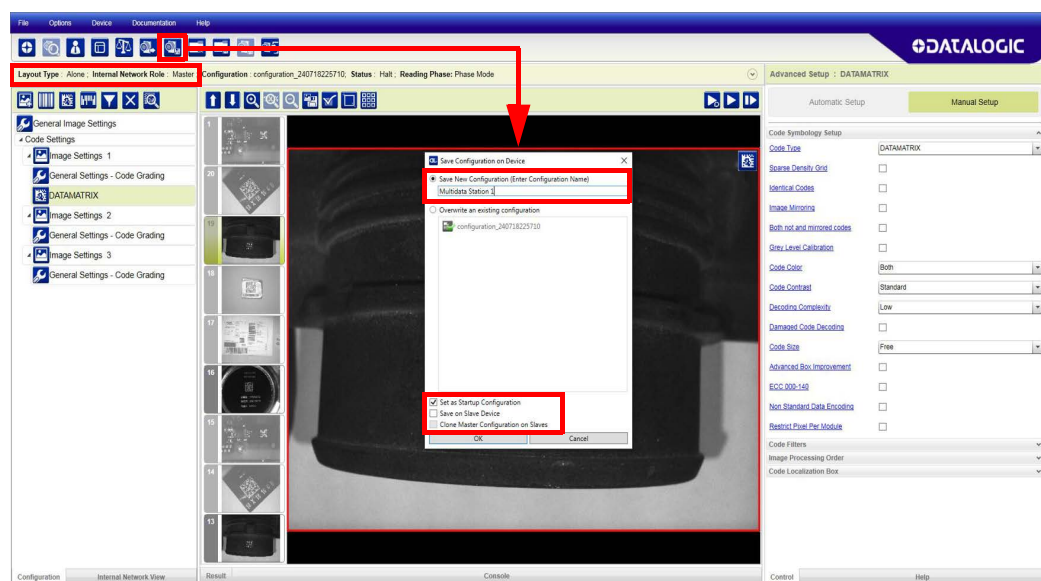 File Options Device Documentation Help
DATALOGIC
Layout Type : Alone ; Internal Network Role : Master ; Configuration : configuration_240718225710; Status : Halt ; Reading Phase: Phase Mode
Advanced Setup : DATAMATRIX
Automatic Setup Manual Setup
General Image Settings
Code Settings
Image Settings 1
General Settings - Code Grading
DATAMATRIX
Image Settings 2
General Settings - Code Grading
Image Settings 3
General Settings - Code Grading
1
20
19
18
17
16
15
14
13
Save Configuration on Device
Save New Configuration (Enter Configuration Name)
Multidata Station 1
Overwrite an existing configuration
configuration_240718225710
Set as Startup Configuration
Save on Slave Device
Clone Master Configuration on Slaves
OK Cancel
Code Symbology Setup
Code Type DATAMATRIX
Sparse Density Grid
Identical Codes
Image Mirroring
Both not and mirrored codes
Grey Level Calibration
Code Color Both
Code Contrast Standard
Decoding Complexity Low
Damaged Code Decoding
Code Size Free
Advanced Box Improvement
ECC 000-140
Non Standard Data Encoding
Restrict Pixel Per Module
Code Filters
Image Processing Order
Code Localization Box
Configuration Internal Network View Result Console Control Help